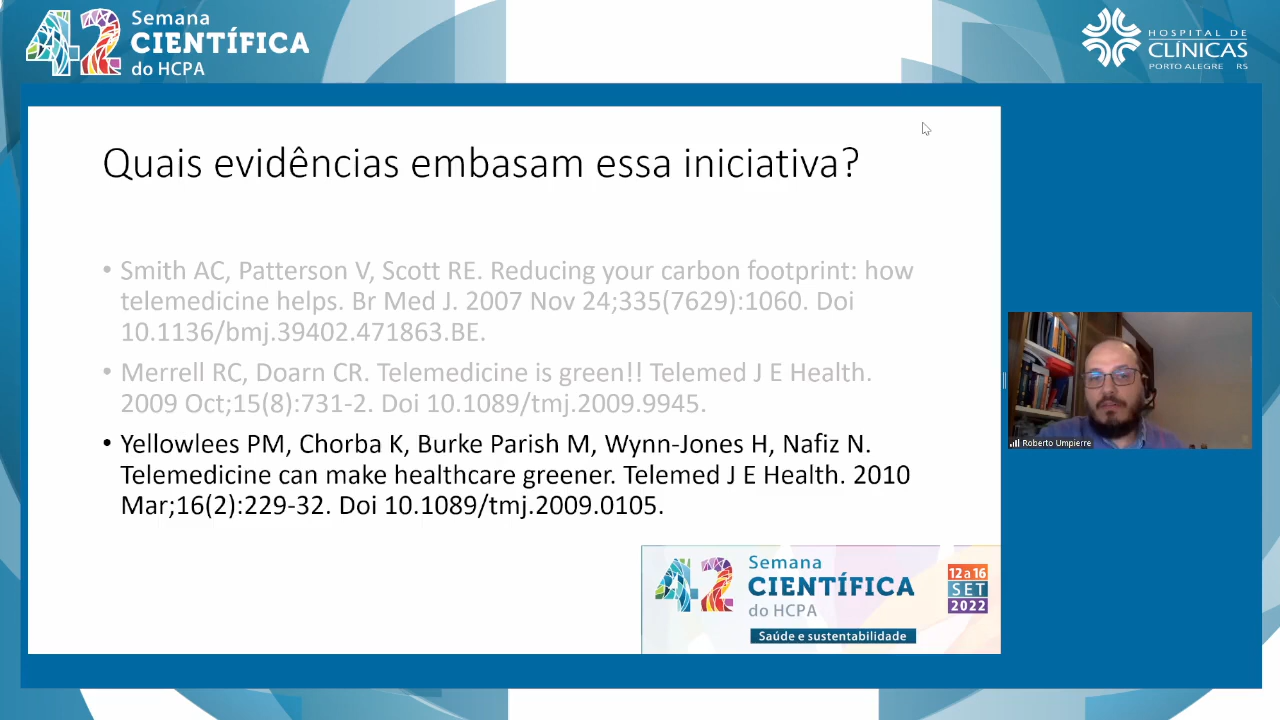 42 Semana
CIENTÍFICA
do HCPA
HOSPITAL DE
CLÍNICAS
PORTO ALEGRE RS
Quais evidências embasam essa iniciativa?
• Smith AC, Patterson V, Scott RE. Reducing your carbon footprint: how
telemedicine helps. Br Med J. 2007 Nov 24;335(7629):1060. Doi
10.1136/bmj.39402.471863.BE.
• Merrell RC, Doarn CR. Telemedicine is green!! Telemed J E Health.
2009 Oct;15(8):731-2. Doi 10.1089/tmj.2009.9945.
• Yellowlees PM, Chorba K, Burke Parish M, Wynn-Jones H, Nafiz N.
Telemedicine can make healthcare greener. Telemed J E Health. 2010
Mar;16(2):229-32. Doi 10.1089/tmj.2009.0105.
Roberto Umpierre
42 Semana
CIENTÍFICA
do HCPA
Saúde e sustentabilidade
12 a 16
SET
2022